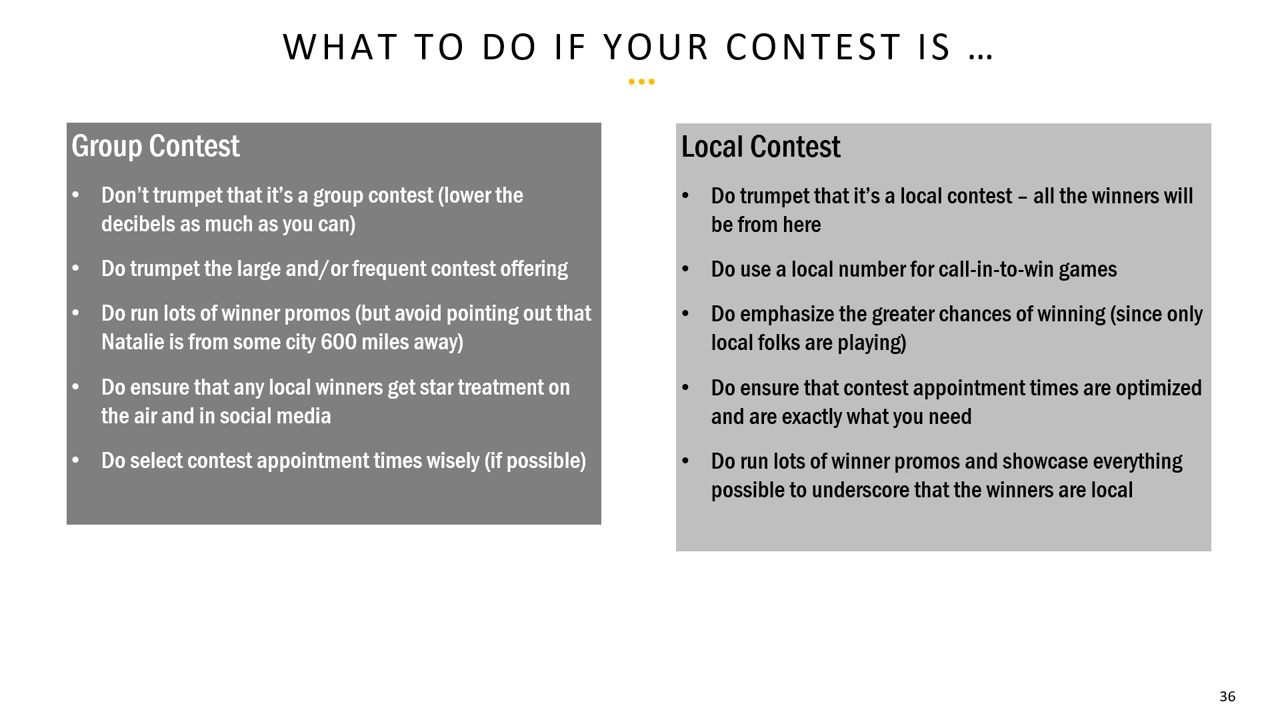 WHAT TO DO IF YOUR CONTEST IS …
Group Contest
• Don’t trumpet that it’s a group contest (lower the
decibels as much as you can)
• Do trumpet the large and/or frequent contest offering
• Do run lots of winner promos (but avoid pointing out that
Natalie is from some city 600 miles away)
• Do ensure that any local winners get star treatment on
the air and in social media
• Do select contest appointment times wisely (if possible)
Local Contest
• Do trumpet that it’s a local contest – all the winners will
be from here
• Do use a local number for call-in-to-win games
• Do emphasize the greater chances of winning (since only
local folks are playing)
• Do ensure that contest appointment times are optimized
and are exactly what you need
• Do run lots of winner promos and showcase everything
possible to underscore that the winners are local
36